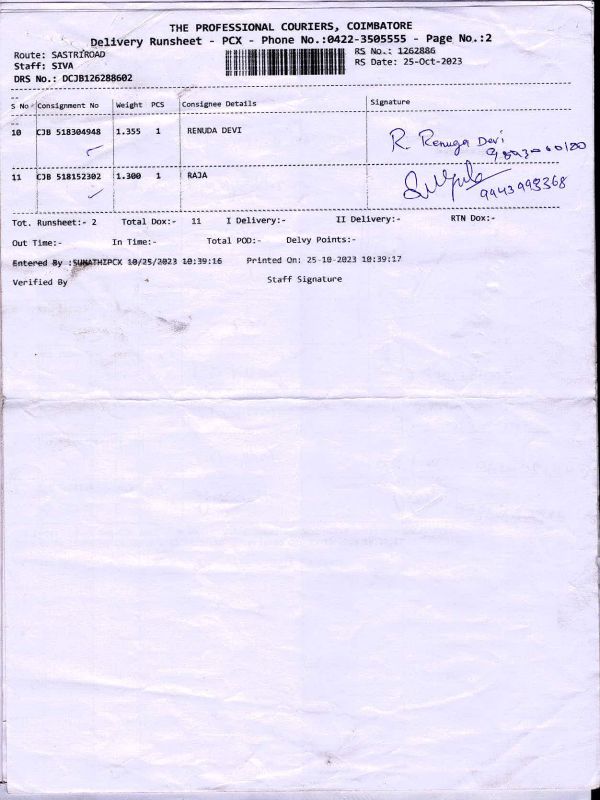 THE PROFESSIONAL COURIERS, COIMBATORE
Delivery Runsheet - PCX - Phone No.:0422-3505555 - Page No.:2
Route: SASTRIROAD
Staff: SIVA
DRS No.: DCJB126288602
RS No.: 1262886
RS Date: 25-Oct-2023
S No Consignment No Weight PCS Consignee Details Signature
10 CJB 518304948 1.355 1 RENUDA DEVI R. Renuga Devi
11 CJB 518152302 1.300 1 RAJA 9943998368
Tot. Runsheet:- 2 Total Dox:- 11 I Delivery:- II Delivery:- RTN Dox:-
Out Time:- In Time:- Total POD:- Delvy Points:-
Entered By :SUMATHIPCX 10/25/2023 10:39:16 Printed On: 25-10-2023 10:39:17
Verified By Staff Signature